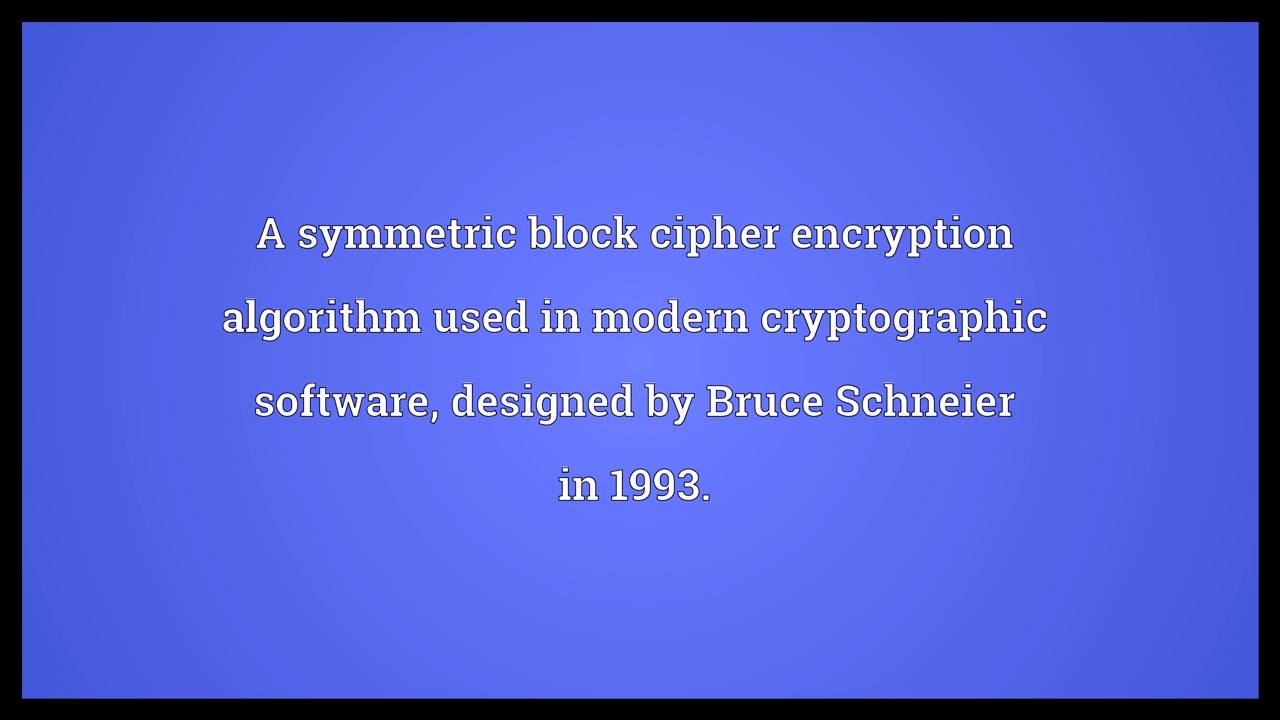 A symmetric block cipher encryption
algorithm used in modern cryptographic
software, designed by Bruce Schneier
in 1993.